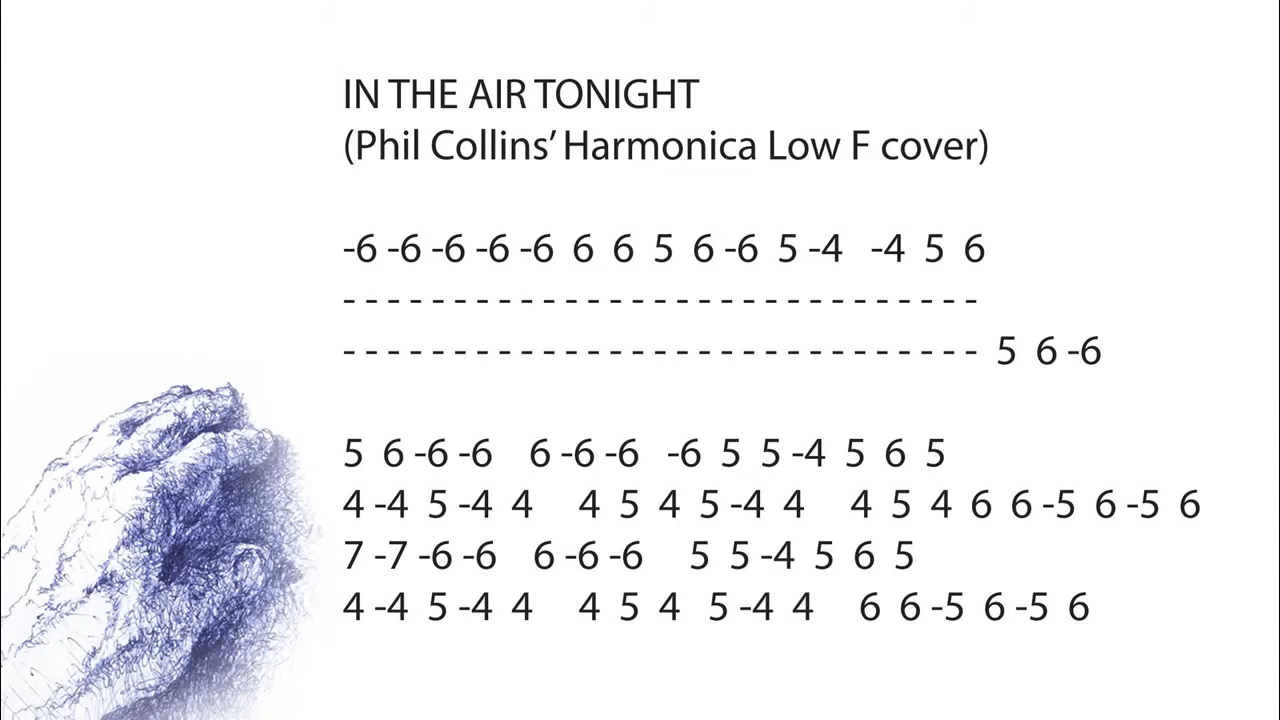 IN THE AIR TONIGHT
(Phil Collins’ Harmonica Low F cover)
-6 -6 -6 -6 -6 6 6 5 6 -6 5 -4 -4 5 6
- - - - - - - - - - - - - - - - - - - - - - - - - - - - -
- - - - - - - - - - - - - - - - - - - - - - - - - - - - - 5 6 -6
5 6 -6 -6 6 -6 -6 -6 5 5 -4 5 6 5
4 -4 5 -4 4 4 5 4 5 -4 4 4 5 4 6 6 -5 6 -5 6
7 -7 -6 -6 6 -6 -6 5 5 -4 5 6 5
4 -4 5 -4 4 4 5 4 5 -4 4 6 6 -5 6 -5 6